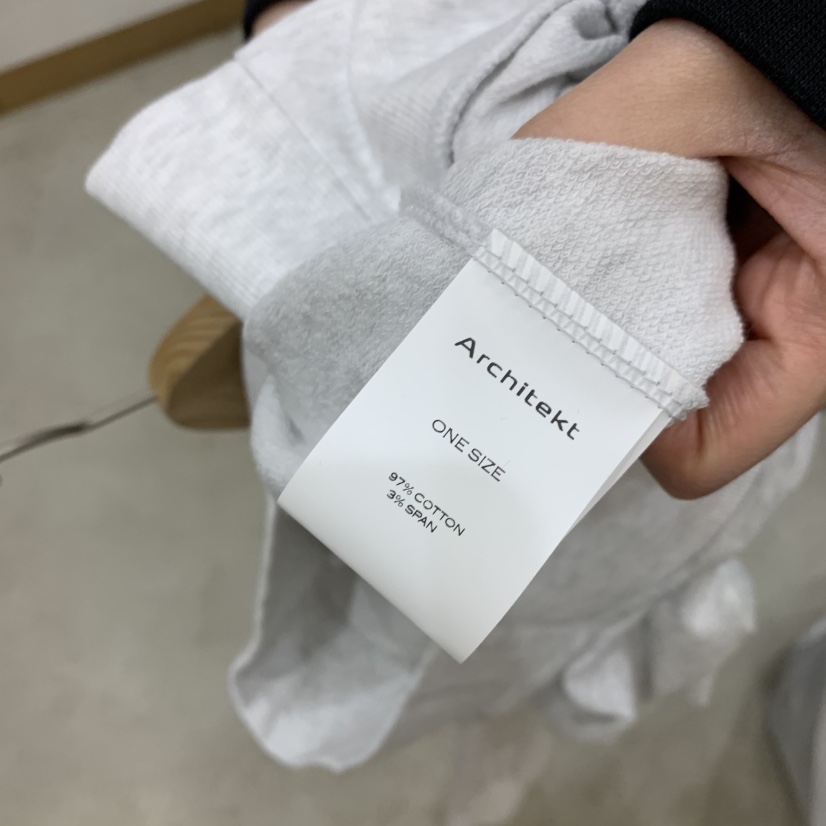 Architekt
ONE SIZE
97% COTTON
3% SPAN